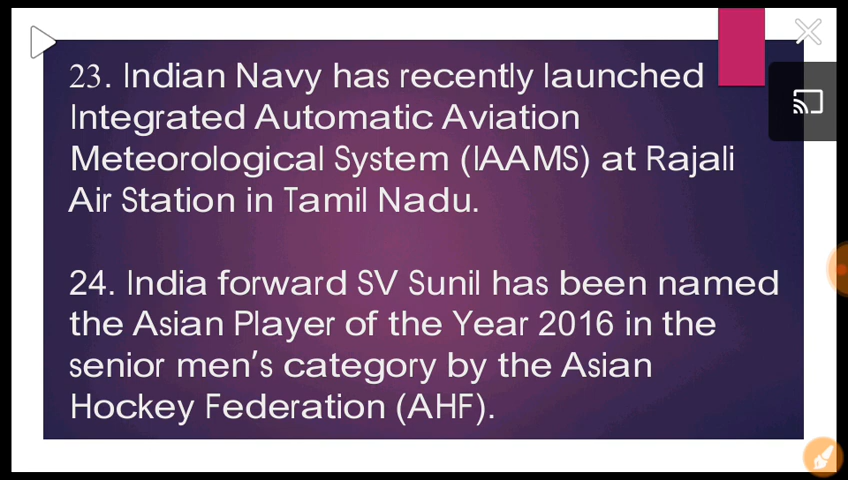 23. Indian Navy has recently launched
Integrated Automatic Aviation
Meteorological System (IAAMS) at Rajali
Air Station in Tamil Nadu.
24. India forward SV Sunil has been named
the Asian Player of the Year 2016 in the
senior men's category by the Asian
Hockey Federation (AHF).